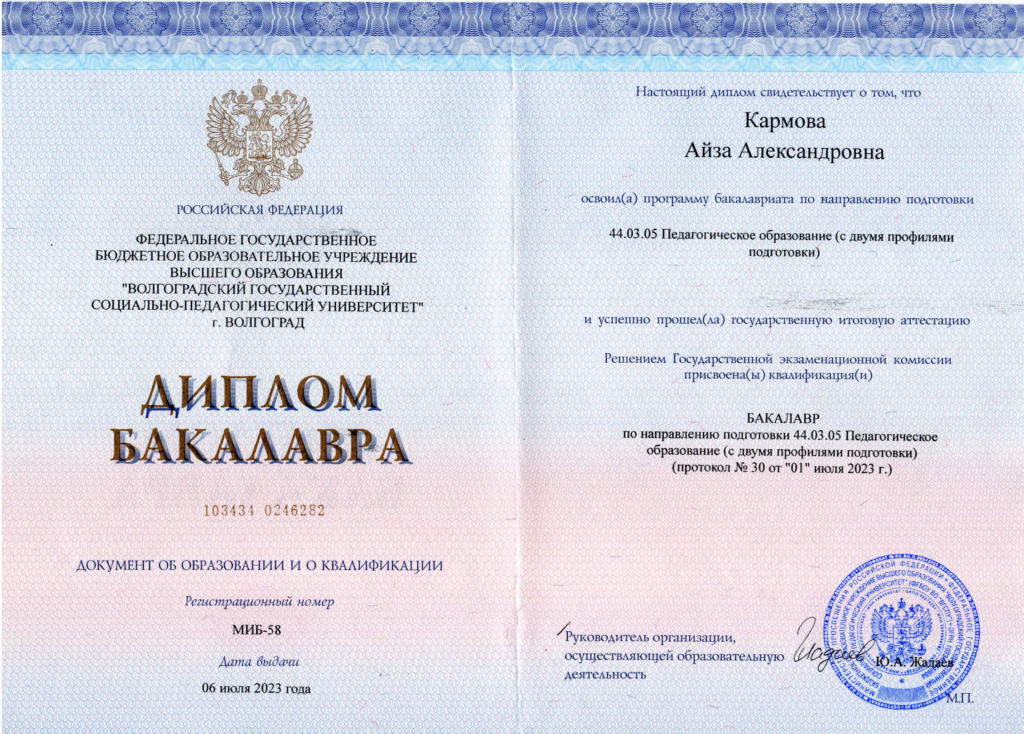 РОССИЙСКАЯ ФЕДЕРАЦИЯ
ФЕДЕРАЛЬНОЕ ГОСУДАРСТВЕННОЕ
БЮДЖЕТНОЕ ОБРАЗОВАТЕЛЬНОЕ УЧРЕЖДЕНИЕ
ВЫСШЕГО ОБРАЗОВАНИЯ
"ВОЛГОГРАДСКИЙ ГОСУДАРСТВЕННЫЙ
СОЦИАЛЬНО-ПЕДАГОГИЧЕСКИЙ УНИВЕРСИТЕТ"
г. ВОЛГОГРАД
ДИПЛОМ
БАКАЛАВРА
103434 0246282
ДОКУМЕНТ ОБ ОБРАЗОВАНИИ И О КВАЛИФИКАЦИИ
Регистрационный номер
МИБ-58
Дата выдачи
06 июля 2023 года
Настоящий диплом свидетельствует о том, что
Кармова
Айза Александровна
освоил(а) программу бакалавриата по направлению подготовки
44.03.05 Педагогическое образование (с двумя профилями
подготовки)
и успешно прошел(ла) государственную итоговую аттестацию
Решением Государственной экзаменационной комиссии
присвоена(ы) квалификация(и)
БАКАЛАВР
по направлению подготовки 44.03.05 Педагогическое
образование (с двумя профилями подготовки)
(протокол № 30 от "01" июля 2023 г.)
Руководитель организации,
осуществляющей образовательную
деятельность
Ю.А. Жадаев
М.П.